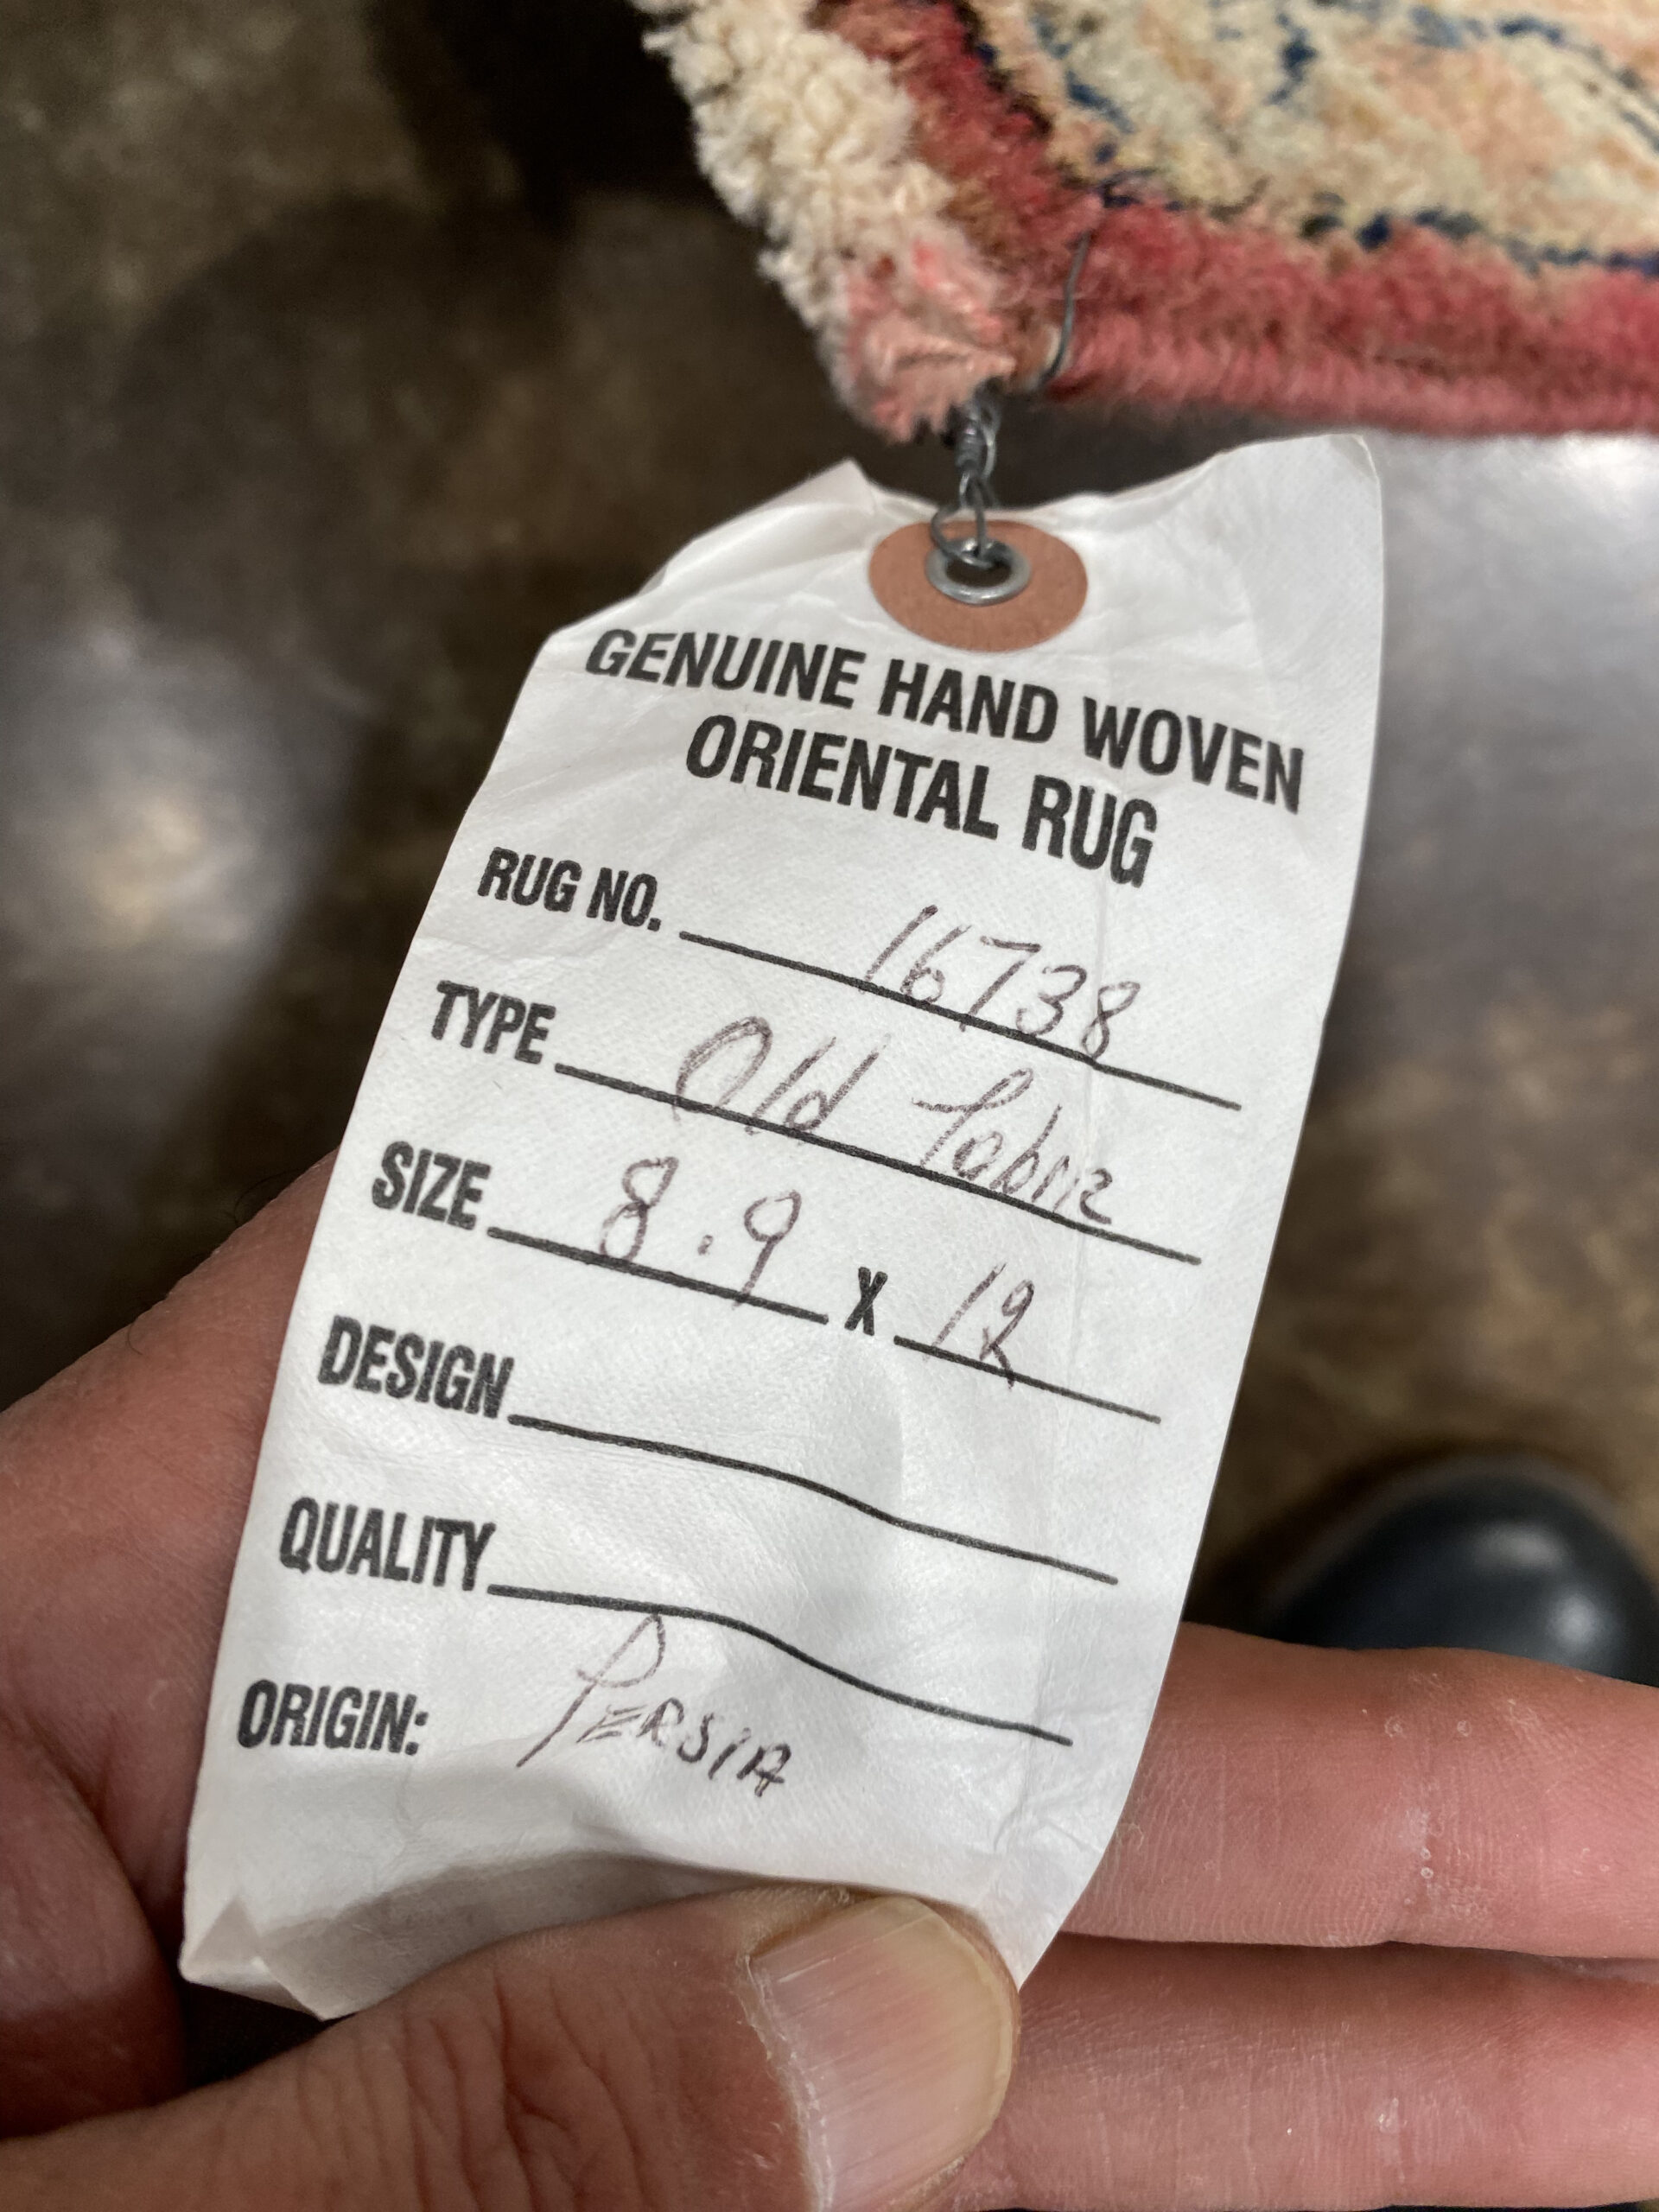 GENUINE HAND WOVEN
ORIENTAL RUG
RUG NO. 16738
TYPE Old Tabriz
SIZE 8.9 X 12
DESIGN
QUALITY
ORIGIN: PERSIA